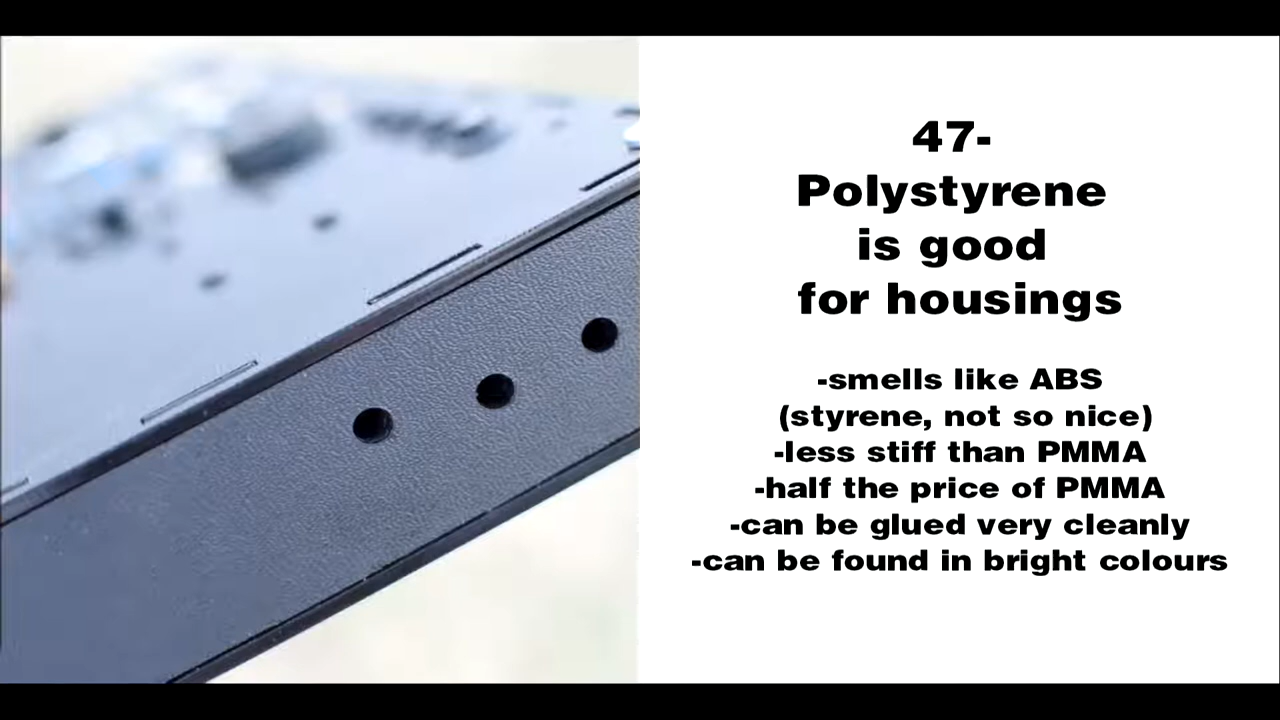 47-
Polystyrene
is good
for housings
-smells like ABS
(styrene, not so nice)
-less stiff than PMMA
-half the price of PMMA
-can be glued very cleanly
-can be found in bright colours